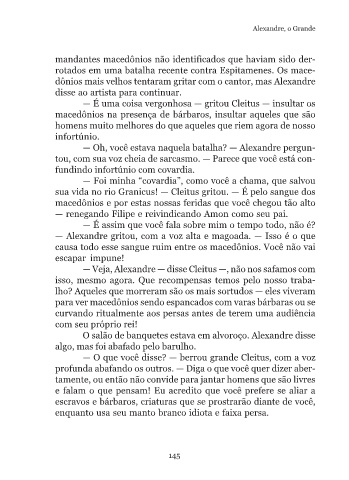 Alexandre, o Grande
mandantes macedônios não identificados que haviam sido der-
rotados em uma batalha recente contra Espitamenes. Os mace-
dônios mais velhos tentaram gritar com o cantor, mas Alexandre
disse ao artista para continuar.
— É uma coisa vergonhosa — gritou Cleitus — insultar os
macedônios na presença de bárbaros, insultar aqueles que são
homens muito melhores do que aqueles que riem agora de nosso
infortúnio.
— Oh, você estava naquela batalha? — Alexandre pergun-
tou, com sua voz cheia de sarcasmo. — Parece que você está con-
fundindo infortúnio com covardia.
— Foi minha “covardia”, como você a chama, que salvou
sua vida no rio Granicus! — Cleitus gritou. — É pelo sangue dos
macedônios e por estas nossas feridas que você chegou tão alto
— renegando Filipe e reivindicando Amon como seu pai.
— É assim que você fala sobre mim o tempo todo, não é?
— Alexandre gritou, com a voz alta e magoada. — Isso é o que
causa todo esse sangue ruim entre os macedônios. Você não vai
escapar impune!
— Veja, Alexandre — disse Cleitus —, não nos safamos com
isso, mesmo agora. Que recompensas temos pelo nosso traba-
lho? Aqueles que morreram são os mais sortudos — eles viveram
para ver macedônios sendo espancados com varas bárbaras ou se
curvando ritualmente aos persas antes de terem uma audiência
com seu próprio rei!
O salão de banquetes estava em alvoroço. Alexandre disse
algo, mas foi abafado pelo barulho.
— O que você disse? — berrou grande Cleitus, com a voz
profunda abafando os outros. — Diga o que você quer dizer aber-
tamente, ou então não convide para jantar homens que são livres
e falam o que pensam! Eu acredito que você prefere se aliar a
escravos e bárbaros, criaturas que se prostrarão diante de você,
enquanto usa seu manto branco idiota e faixa persa.
145